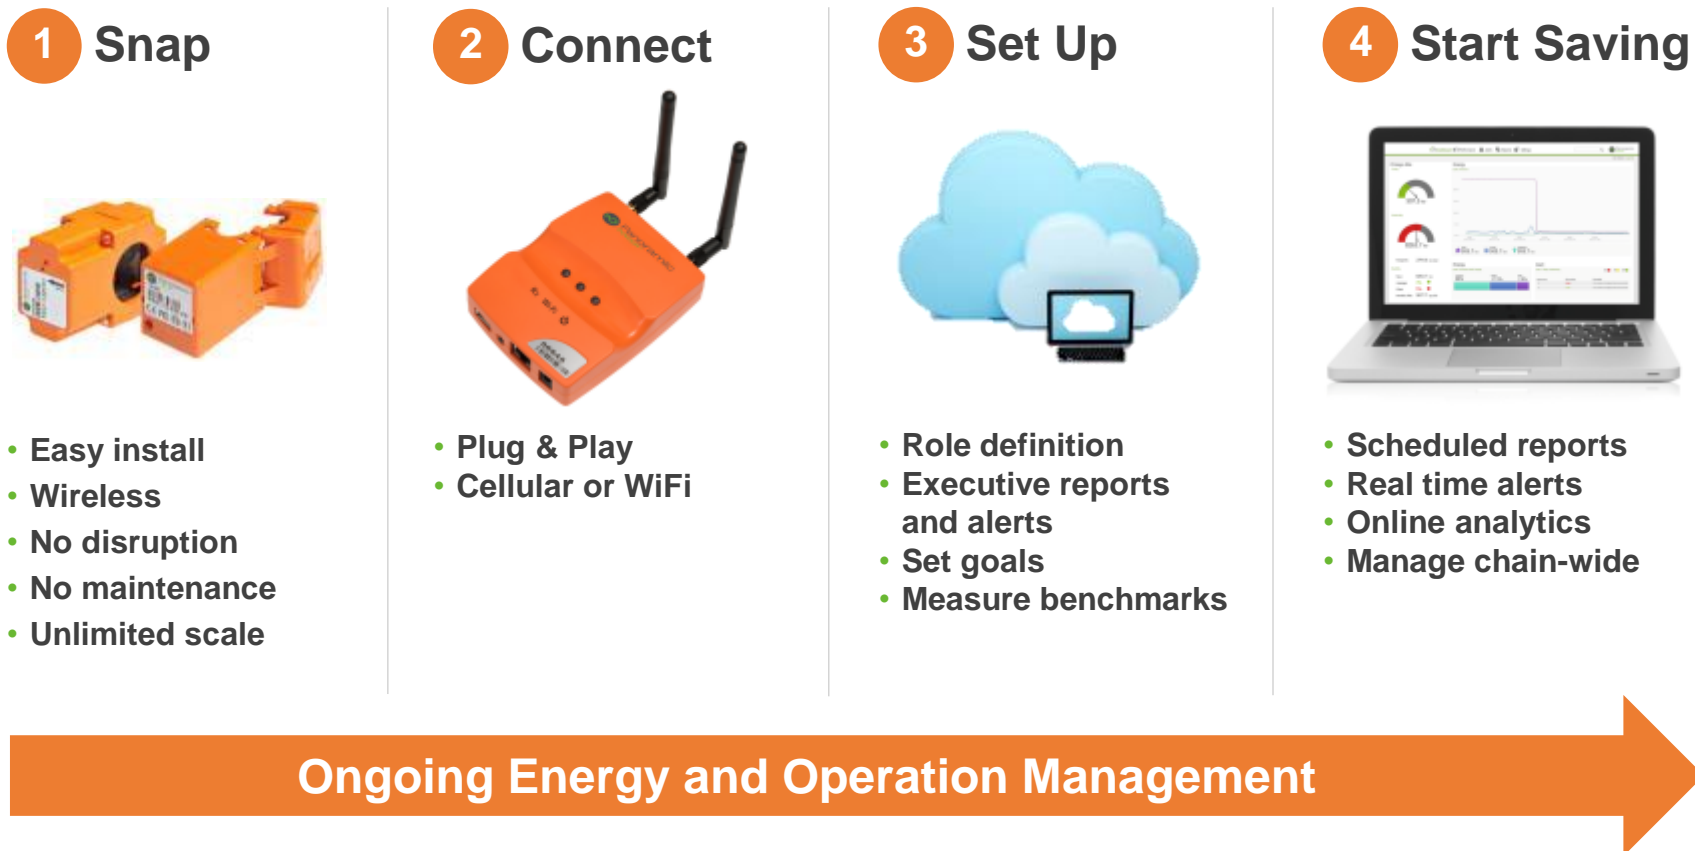 1 Snap
2 Connect
3 Set Up
4 Start Saving
• Easy install
• Wireless
• No disruption
• No maintenance
• Unlimited scale
• Plug & Play
• Cellular or WiFi
• Role definition
• Executive reports
and alerts
• Set goals
• Measure benchmarks
• Scheduled reports
• Real time alerts
• Online analytics
• Manage chain-wide
Ongoing Energy and Operation Management